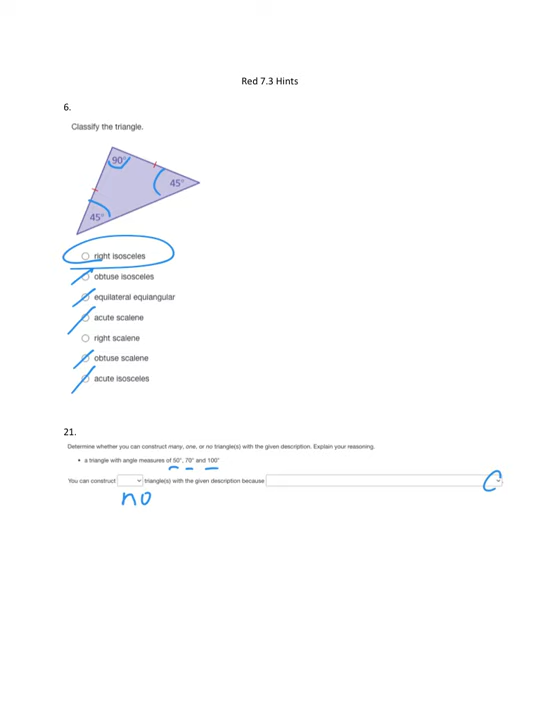 Red 7.3 Hints
6.
Classify the triangle.
90°
45°
45°
right isosceles
obtuse isosceles
equilateral equiangular
acute scalene
right scalene
obtuse scalene
acute isosceles
21.
Determine whether you can construct many, one, or no triangle(s) with the given description. Explain your reasoning.
• a triangle with angle measures of 50°, 70° and 100°
You can construct triangle(s) with the given description because
no